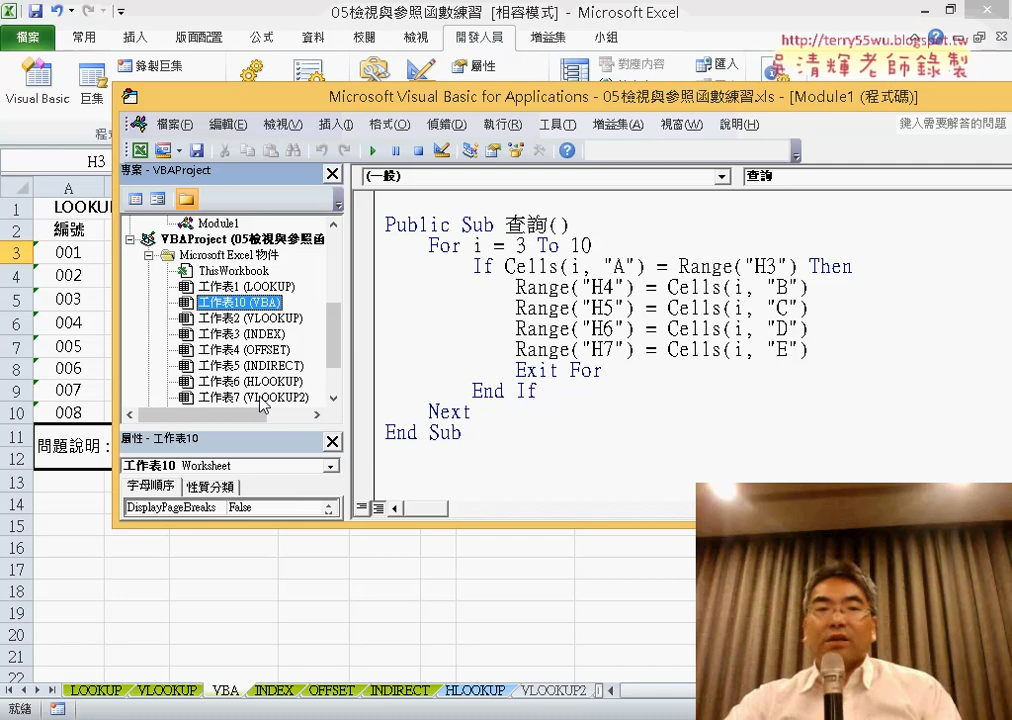 05檢視與參照函數練習 [相容模式] - Microsoft Excel
檔案 常用 插入 版面配置 公式 資料 校閱 檢視 開發人員 增益集 小組
http://terry55wu.blogspot.tw
吳清輝老師錄製
Visual Basic 巨集 錄製巨集 屬性 對應內容 匯入
Microsoft Visual Basic for Applications - 05檢視與參照函數練習.xls - [Module1 (程式碼)]
檔案(F) 編輯(E) 檢視(V) 插入(I) 格式(O) 偵錯(D) 執行(R) 工具(T) 增益集(A) 視窗(W) 說明(H) 鍵入需要解答的問題
H3
專案 - VBAProject
(一般) 查詢
Module1
VBAProject (05檢視與參照函
Microsoft Excel 物件
ThisWorkbook
工作表1 (LOOKUP)
工作表10 (VBA)
工作表2 (VLOOKUP)
工作表3 (INDEX)
工作表4 (OFFSET)
工作表5 (INDIRECT)
工作表6 (HLOOKUP)
工作表7 (VLOOKUP2)
屬性 - 工作表10
工作表10 Worksheet
字母順序 性質分類
DisplayPageBreaks False
Public Sub 查詢()
For i = 3 To 10
If Cells(i, "A") = Range("H3") Then
Range("H4") = Cells(i, "B")
Range("H5") = Cells(i, "C")
Range("H6") = Cells(i, "D")
Range("H7") = Cells(i, "E")
Exit For
End If
Next
End Sub
A
1 LOOKU
2 編號
3 001
4 002
5 003
6 004
7 005
8 006
9 007
10 008
11 問題說明：
12
13
14
15
16
17
18
19
20
21
22
LOOKUP VLOOKUP VBA INDEX OFFSET INDIRECT HLOOKUP VLOOKUP2
就緒